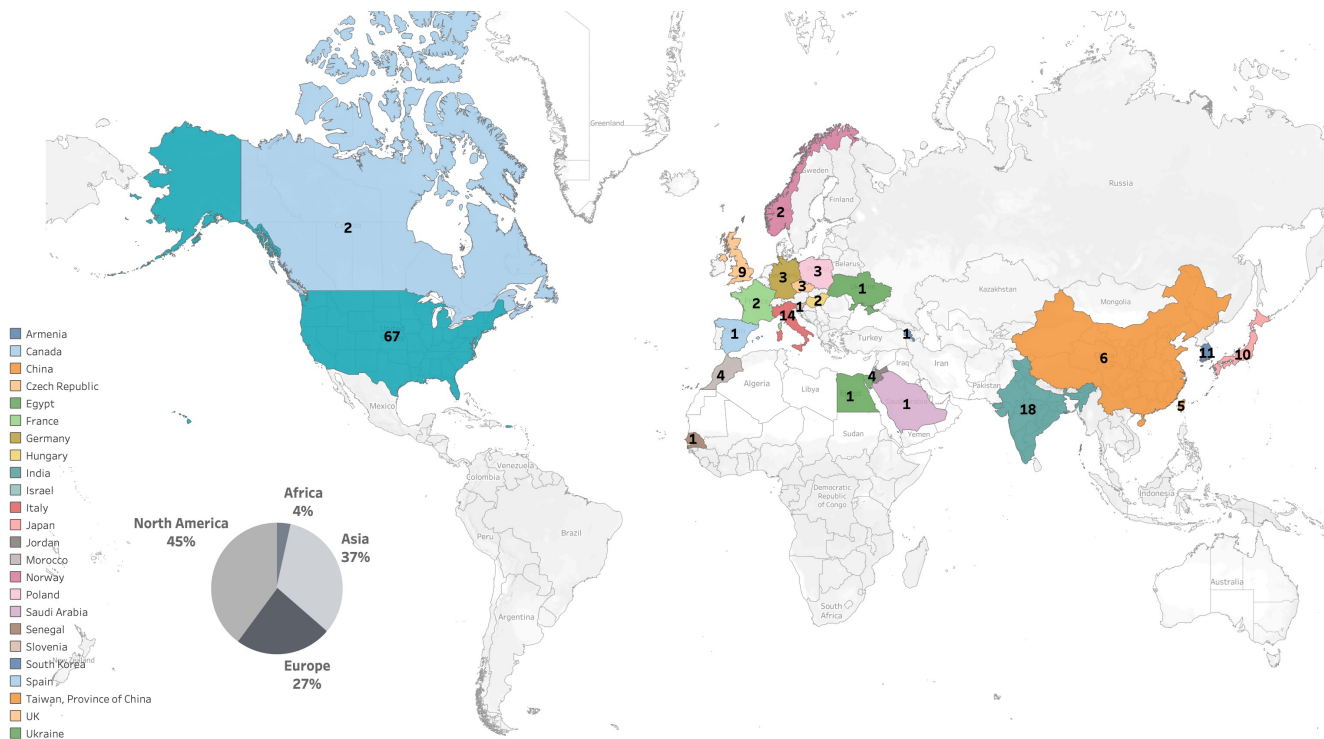 Greenland
Russia
Sweden
Finland
2
2
9
3
3
Belarus
3
1
Kazakhstan
Mongolia
2
14
1
2
67
1
Turkey
1
6
11
10
4
Algeria
Libya
1
4
Iraq
Iran
1
Pakistan
18
5
Mexico
1
Sudan
Yemen
Venezuela
Colombia
Democratic
Republic
of Congo
Indonesia
Peru
Brazil
Australia
South
Africa
Argentina
New Zealand
Armenia
Canada
China
Czech Republic
Egypt
France
Germany
Hungary
India
Israel
Italy
Japan
Jordan
Morocco
Norway
Poland
Saudi Arabia
Senegal
Slovenia
South Korea
Spain
Taiwan, Province of China
UK
Ukraine
Africa
4%
North America
45%
Asia
37%
Europe
27%